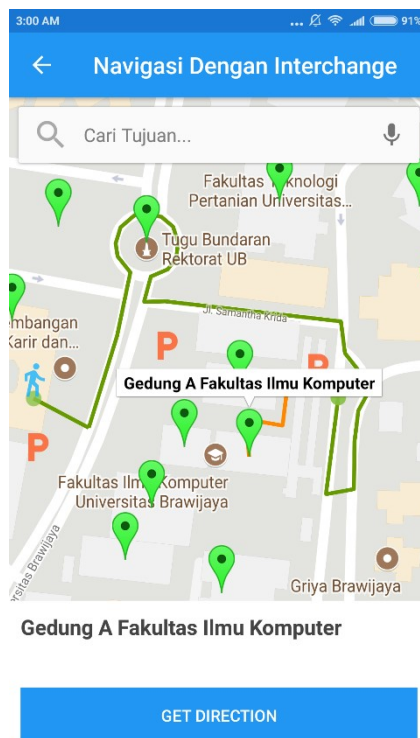 3:00 AM
... 91%
Navigasi Dengan Interchange
Cari Tujuan...
Fakultas Teknologi
Pertanian Universitas...
Tugu Bundaran
Rektorat UB
Jl. Samantha Krida
embangan
Karir dan...
P
P
Gedung A Fakultas Ilmu Komputer
P
Fakultas Ilmu Komputer
Universitas Brawijaya
ersitas Brawijaya
Griya Brawijaya
Gedung A Fakultas Ilmu Komputer
GET DIRECTION